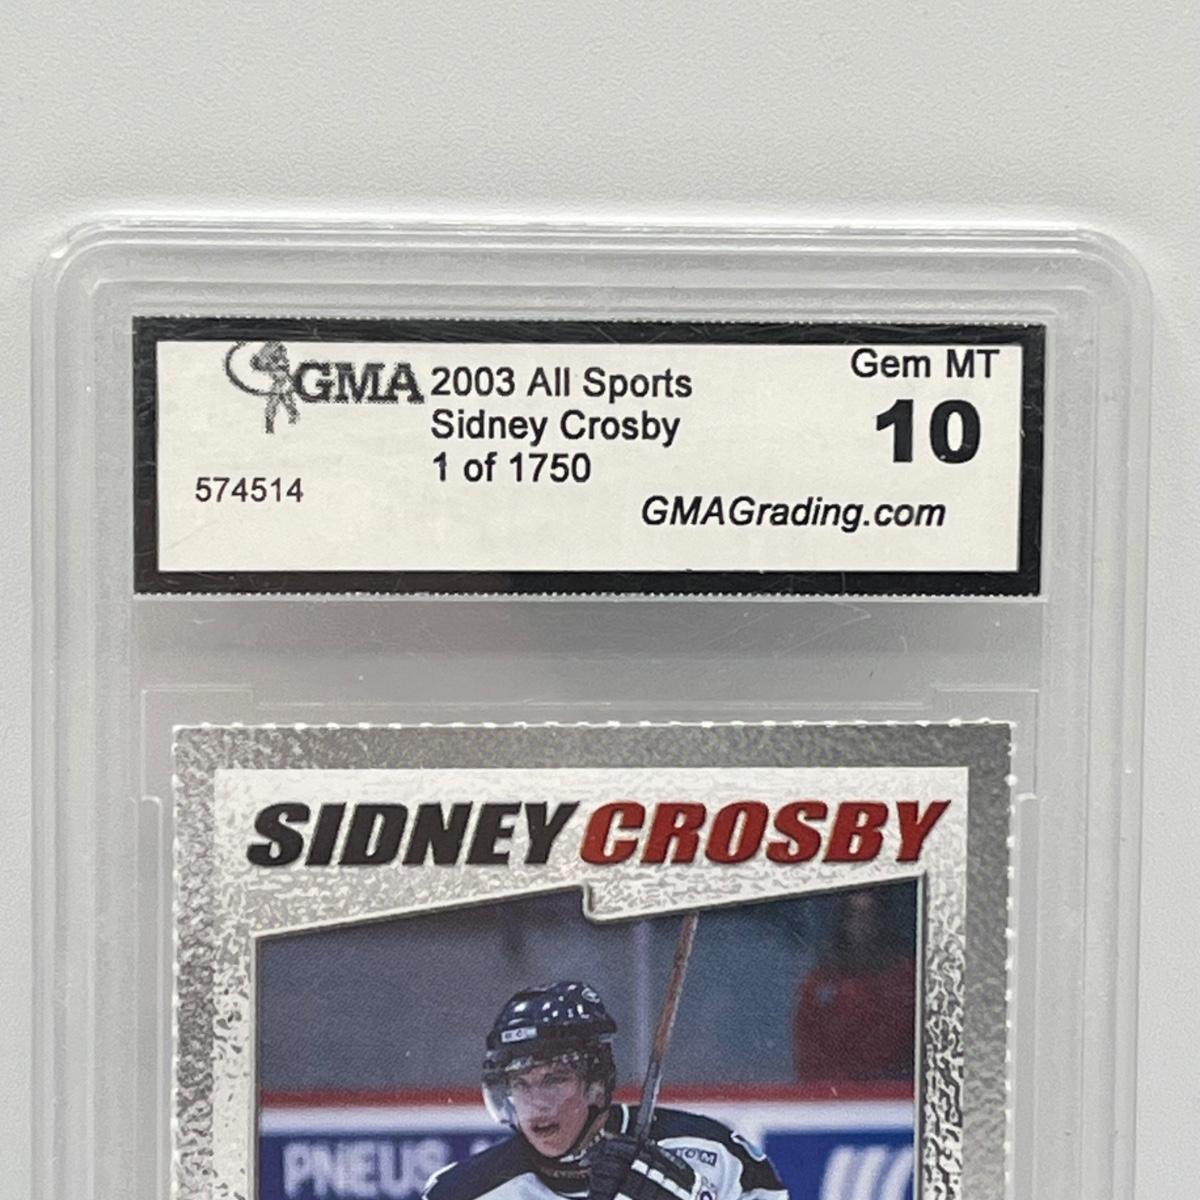 GMA
2003 All Sports
Sidney Crosby
1 of 1750
574514
Gem MT
10
GMAGrading.com
SIDNEY CROSBY
PNEUS